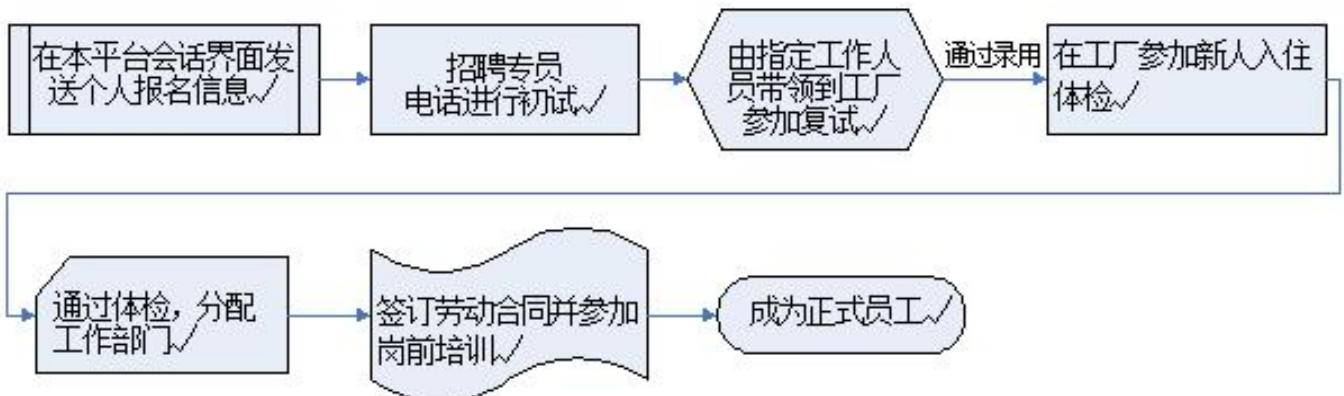 在本平台会话界面发
送个人报名信息✓
招聘专员
电话进行初试✓
由指定工作人
员带领到工厂
参加复试✓
通过录用
在工厂参加新人入住
体检✓
通过体检，分配
工作部门✓
签订劳动合同并参加
岗前培训✓
成为正式员工✓